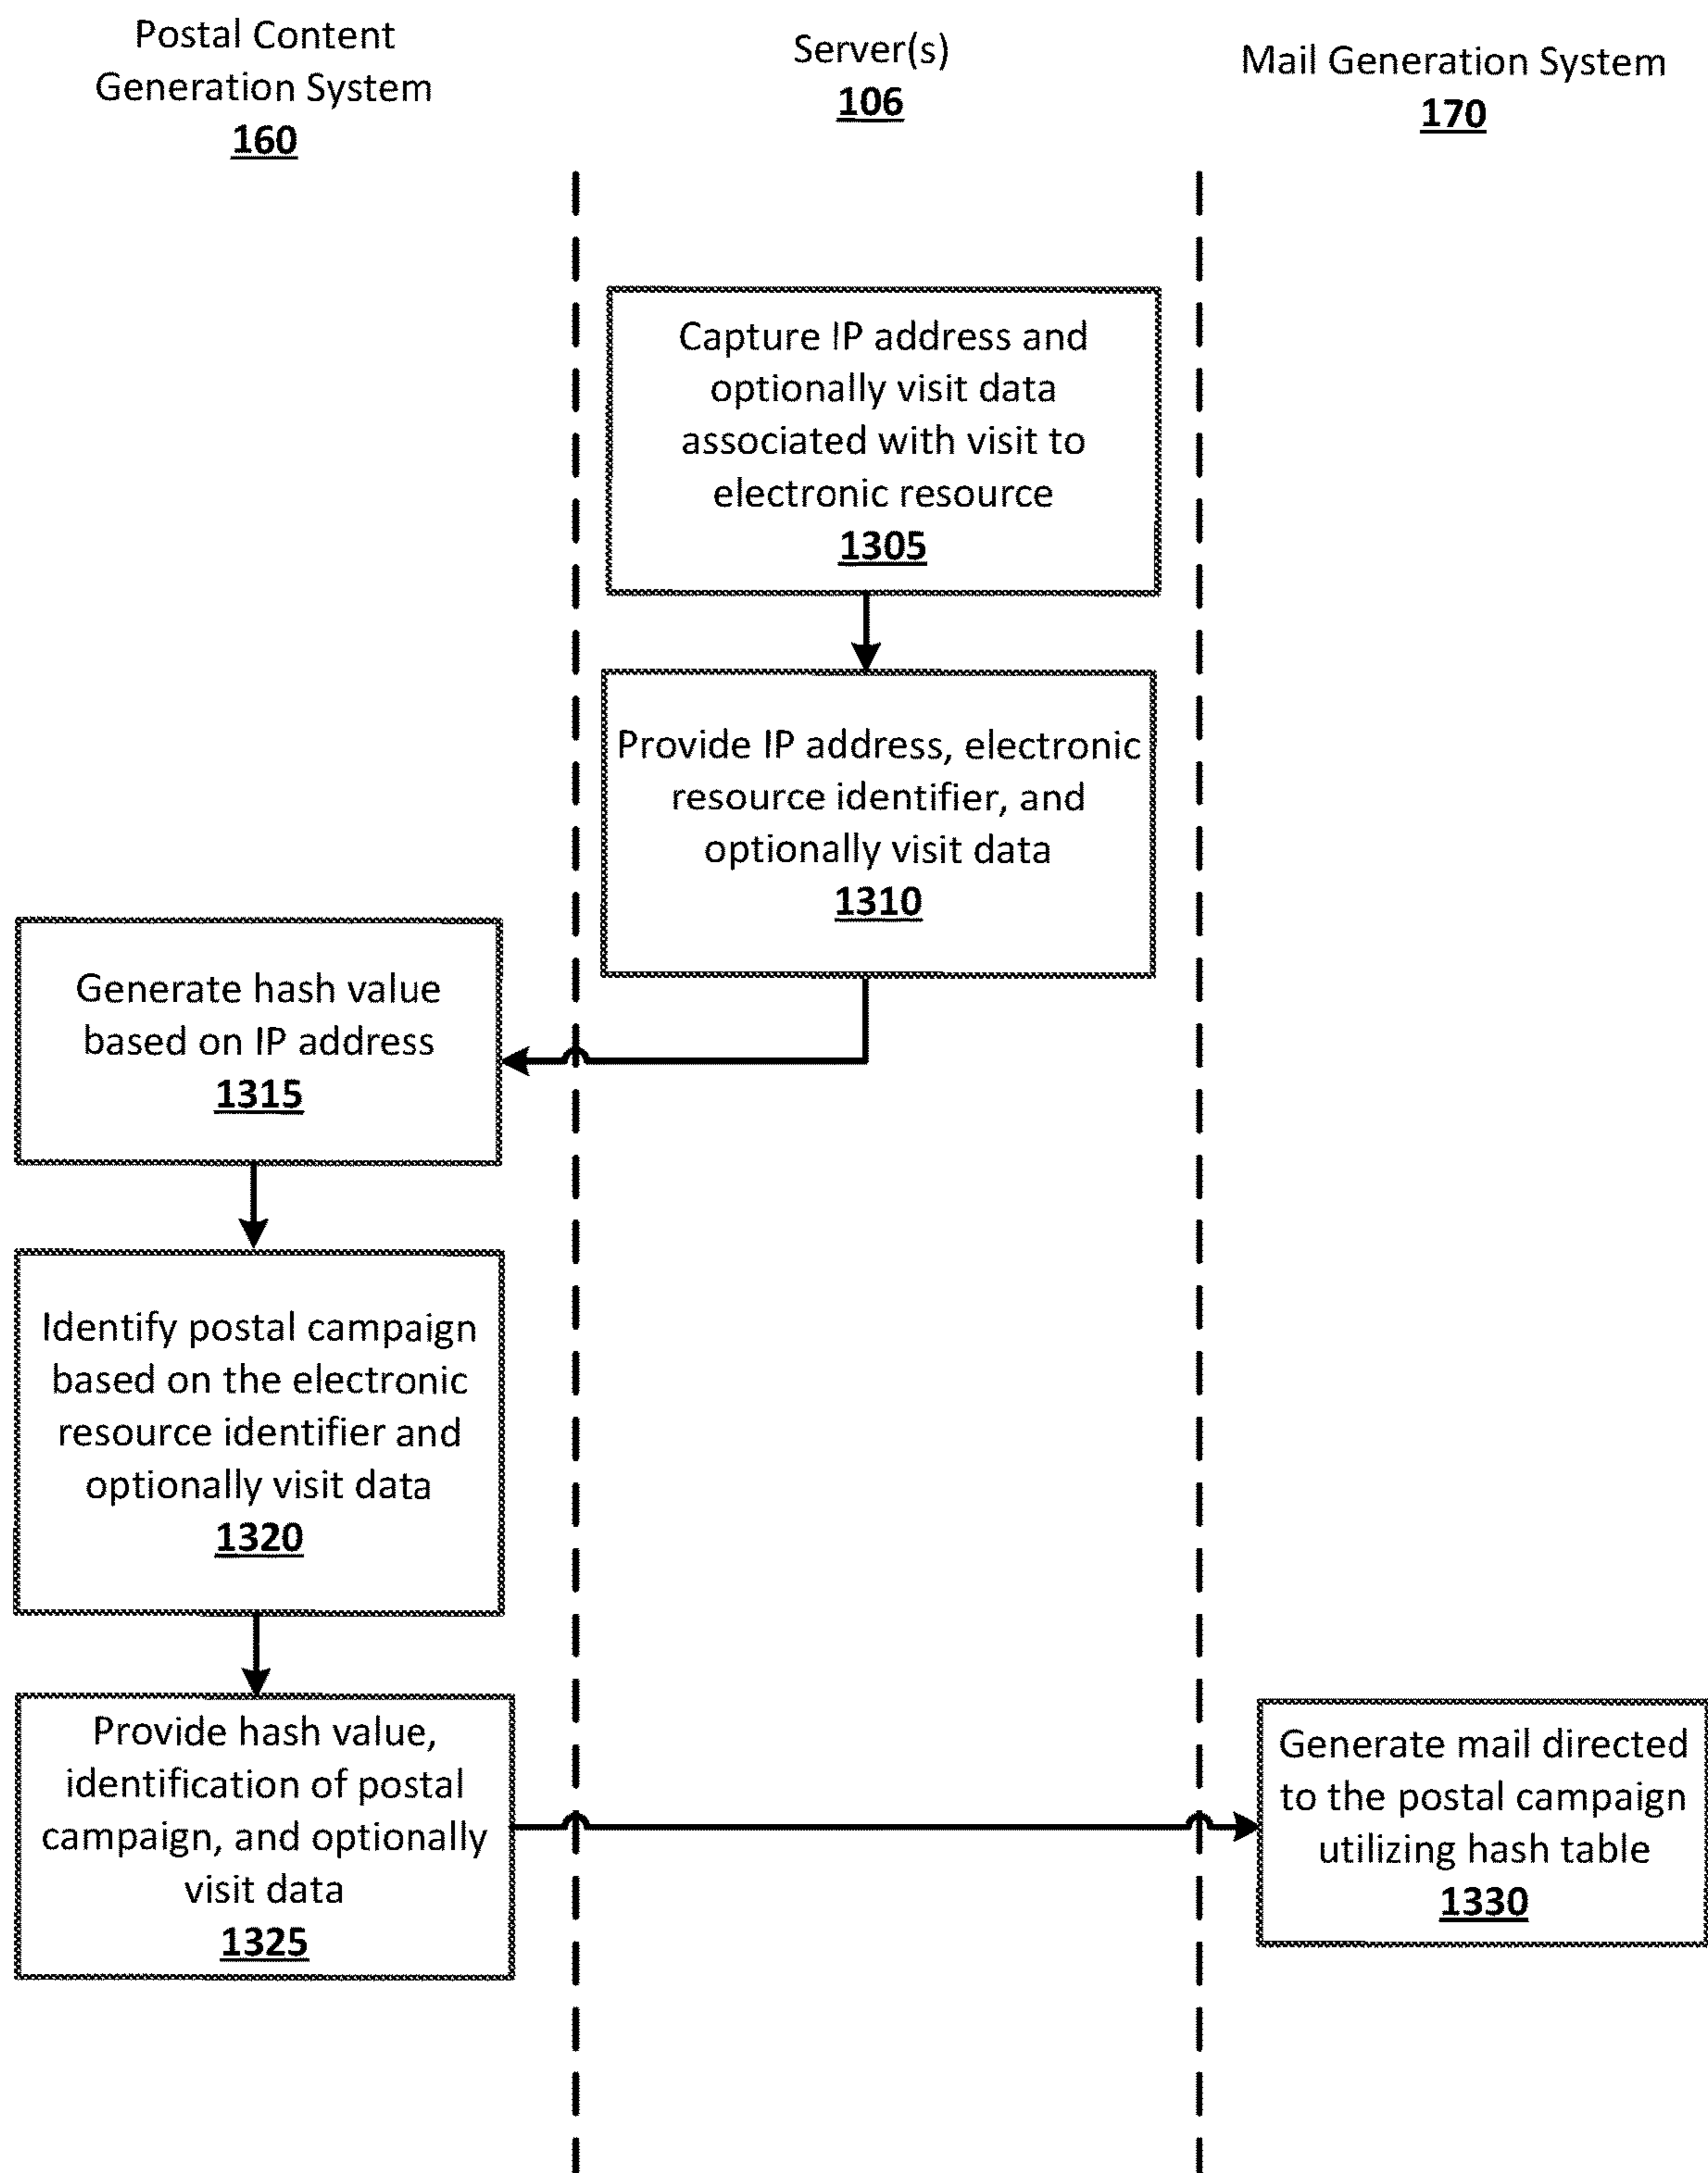 Postal Content
Generation System
160
Server(s)
106
Mail Generation System
170
Capture IP address and
optionally visit data
associated with visit to
electronic resource
1305
Provide IP address, electronic
resource identifier, and
optionally visit data
1310
Generate hash value
based on IP address
1315
Identify postal campaign
based on the electronic
resource identifier and
optionally visit data
1320
Provide hash value,
identification of postal
campaign, and optionally
visit data
1325
Generate mail directed
to the postal campaign
utilizing hash table
1330